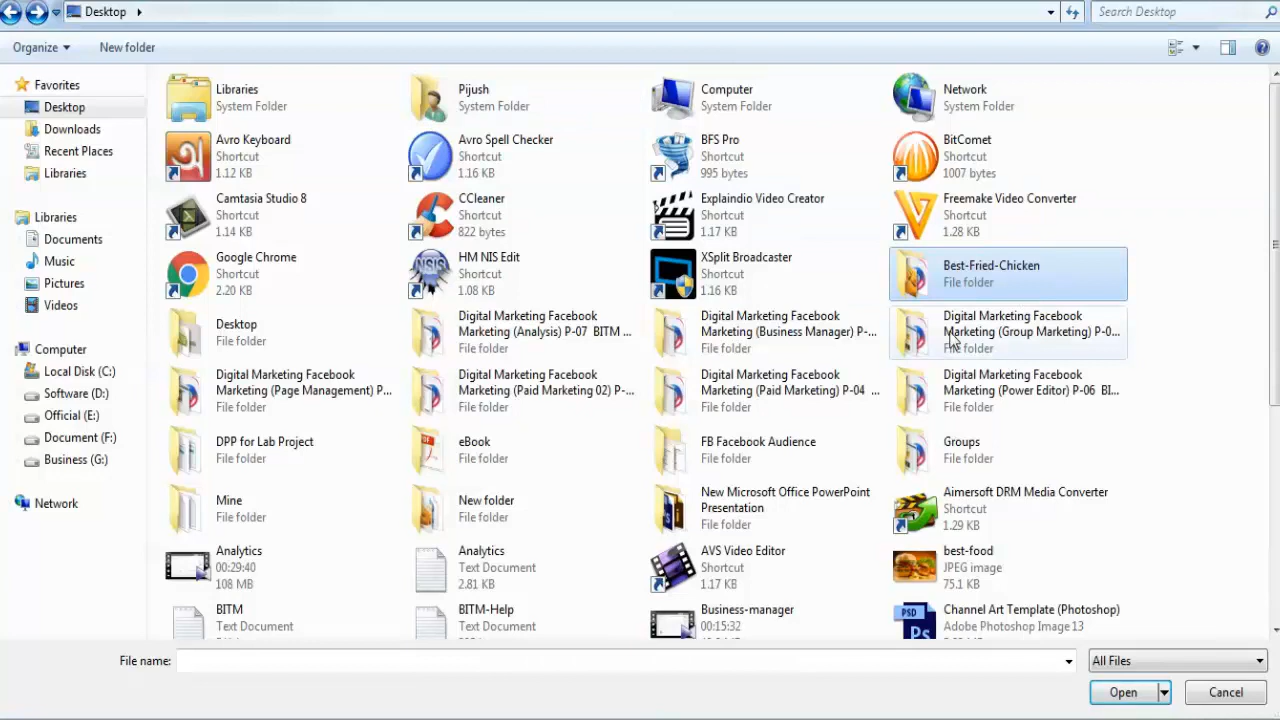 Desktop
Search Desktop
Organize
New folder
Favorites
Desktop
Downloads
Recent Places
Libraries
Libraries
Documents
Music
Pictures
Videos
Computer
Local Disk (C:)
Software (D:)
Official (E:)
Document (F:)
Business (G:)
Network
Libraries
System Folder
Pijush
System Folder
Computer
System Folder
Network
System Folder
Avro Keyboard
Shortcut
1.12 KB
Avro Spell Checker
Shortcut
1.16 KB
BFS Pro
Shortcut
995 bytes
BitComet
Shortcut
1007 bytes
Camtasia Studio 8
Shortcut
1.14 KB
CCleaner
Shortcut
822 bytes
Explaindio Video Creator
Shortcut
1.17 KB
Freemake Video Converter
Shortcut
1.28 KB
Google Chrome
Shortcut
2.20 KB
NSIS
HM NIS Edit
Shortcut
1.08 KB
XSplit Broadcaster
Shortcut
1.16 KB
Best-Fried-Chicken
File folder
Desktop
File folder
Digital Marketing Facebook
Marketing (Analysis) P-07 BITM ...
File folder
Digital Marketing Facebook
Marketing (Business Manager) P-...
File folder
Digital Marketing Facebook
Marketing (Group Marketing) P-0...
File folder
Digital Marketing Facebook
Marketing (Page Management) P...
File folder
Digital Marketing Facebook
Marketing (Paid Marketing 02) P-...
File folder
Digital Marketing Facebook
Marketing (Paid Marketing) P-04 ...
File folder
Digital Marketing Facebook
Marketing (Power Editor) P-06 BI...
File folder
DPP for Lab Project
File folder
eBook
File folder
FB Facebook Audience
File folder
Groups
File folder
Mine
File folder
New folder
File folder
New Microsoft Office PowerPoint
Presentation
File folder
Aimersoft DRM Media Converter
Shortcut
1.29 KB
Analytics
00:29:40
108 MB
Analytics
Text Document
2.81 KB
AVS Video Editor
Shortcut
1.17 KB
best-food
JPEG image
75.1 KB
BITM
Text Document
BITM-Help
Text Document
Business-manager
00:15:32
PSD
Ps
Channel Art Template (Photoshop)
Adobe Photoshop Image 13
File name:
All Files
Open
Cancel